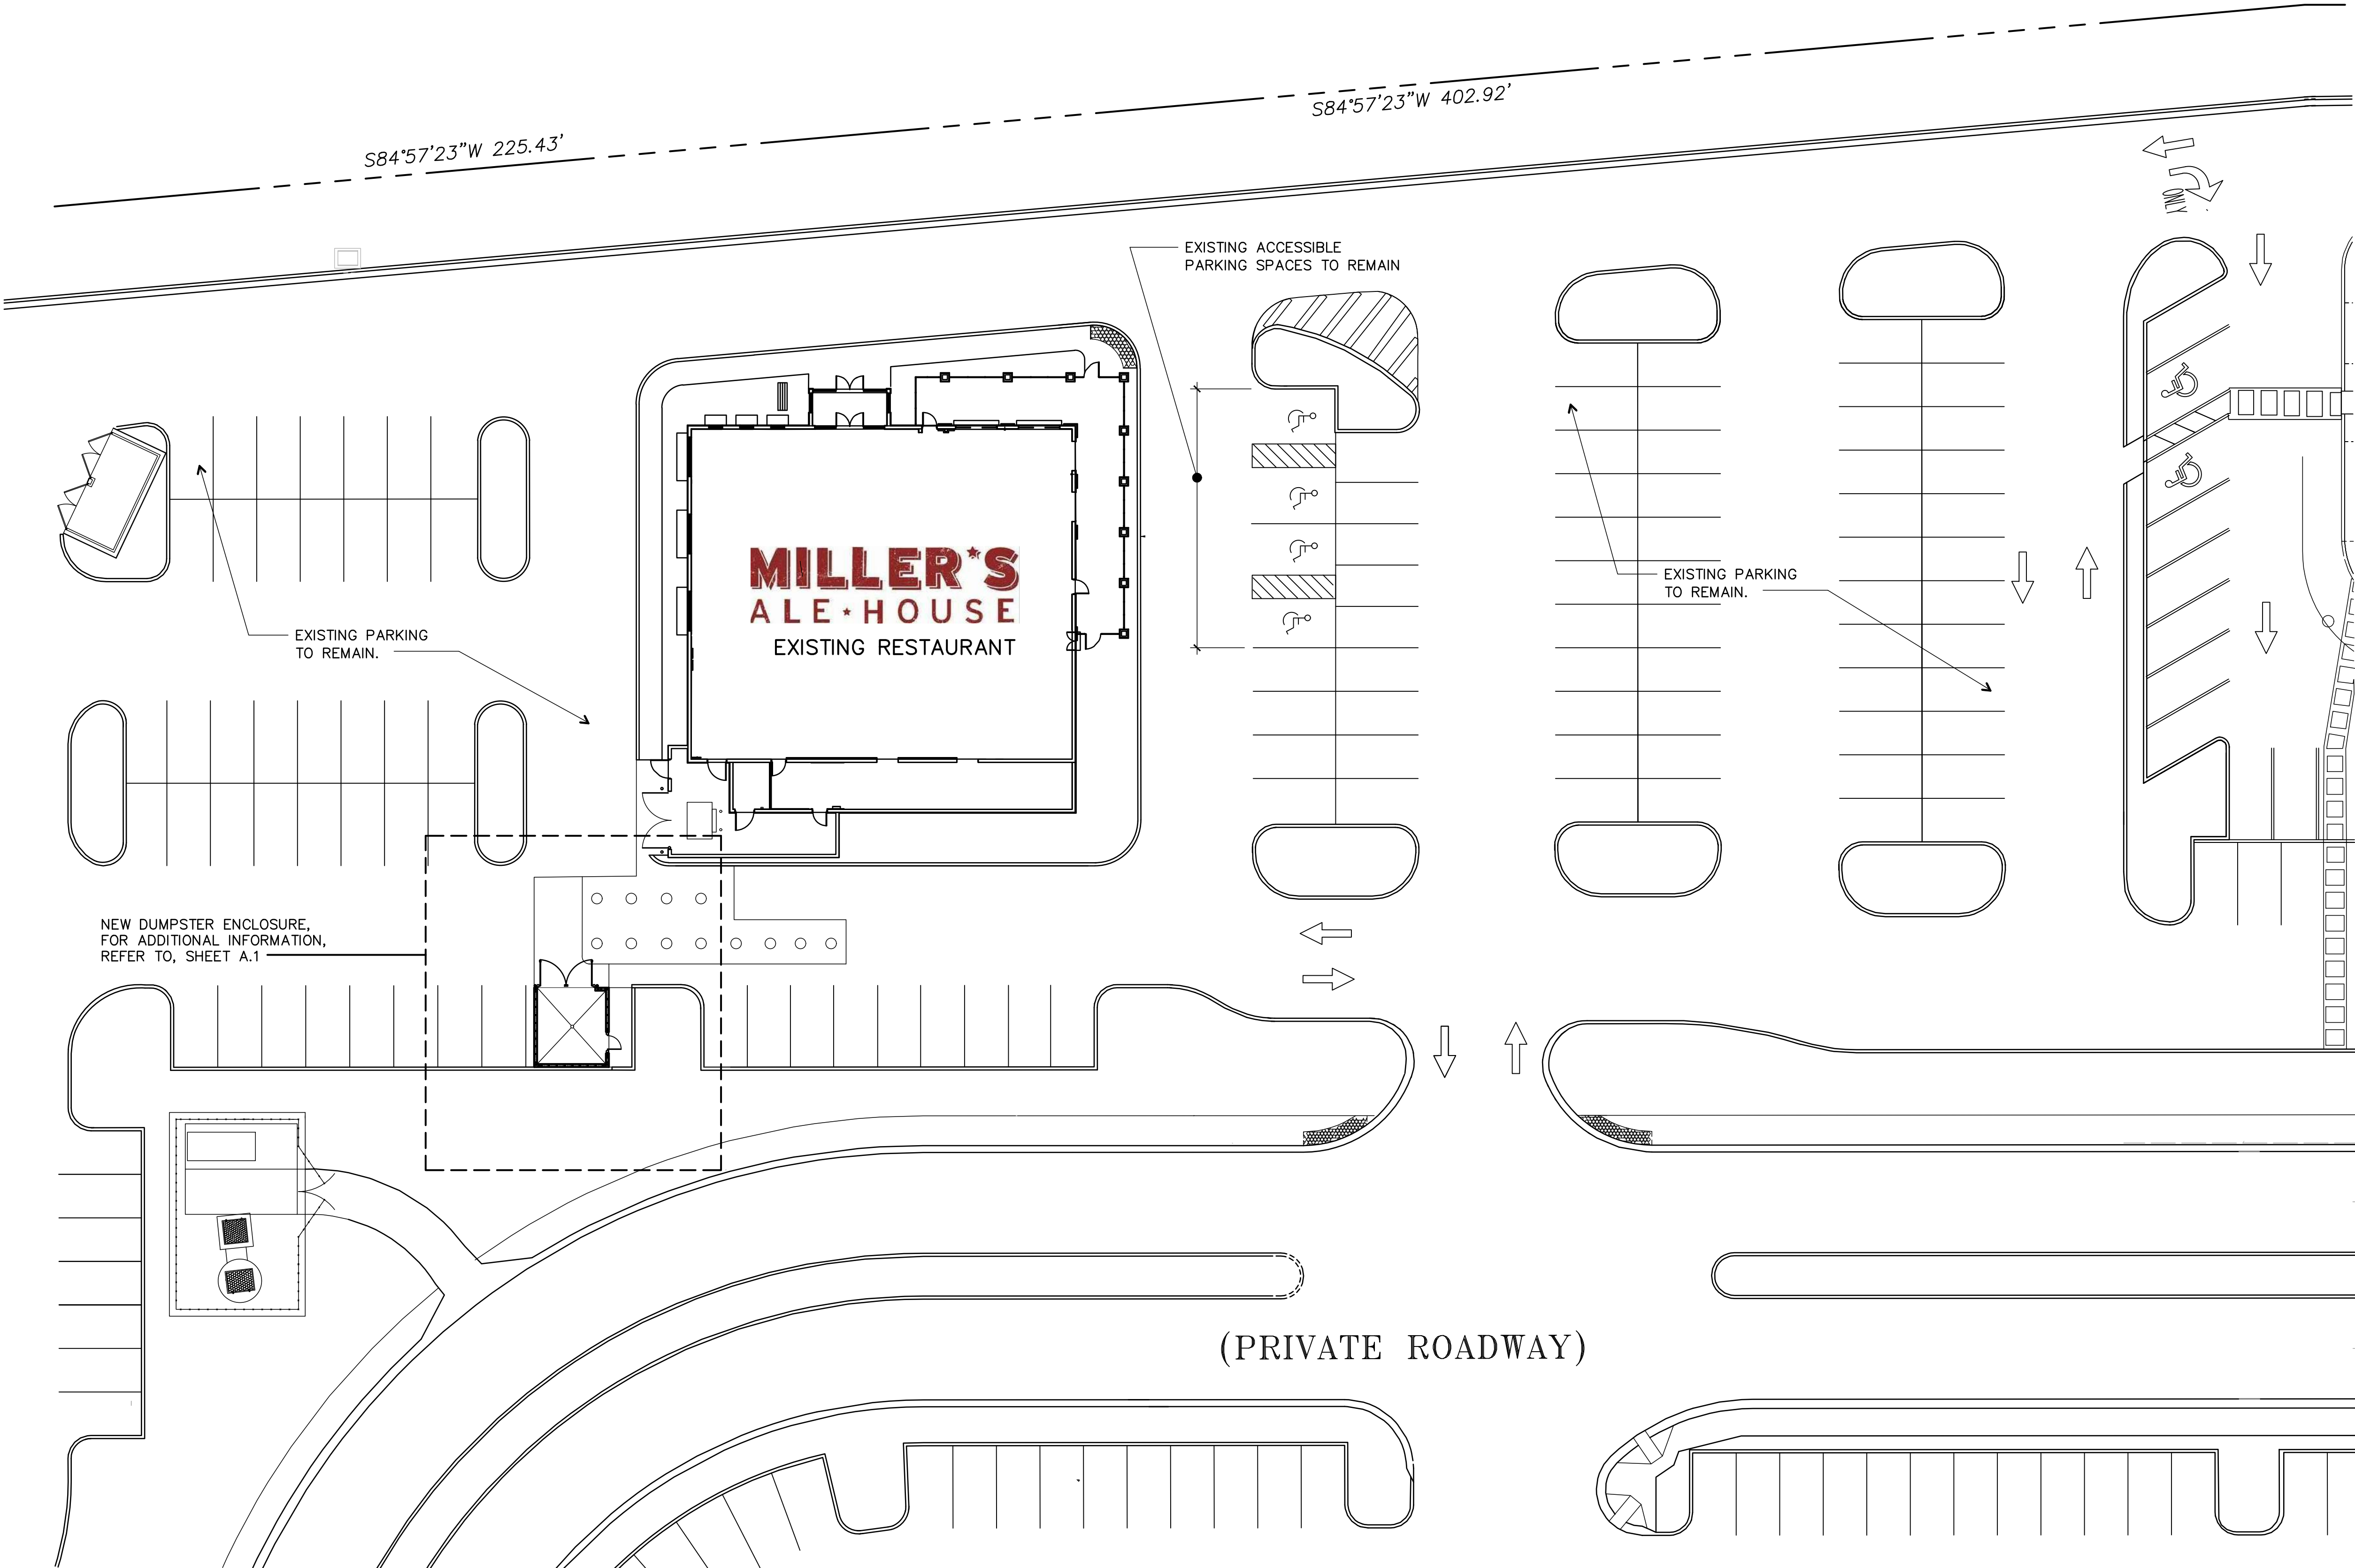 S84°57'23"W 402.92'
S84°57'23"W 225.43'
ONLY
EXISTING ACCESSIBLE
PARKING SPACES TO REMAIN
MILLER'S
ALE HOUSE
EXISTING RESTAURANT
EXISTING PARKING
TO REMAIN.
EXISTING PARKING
TO REMAIN.
NEW DUMPSTER ENCLOSURE,
FOR ADDITIONAL INFORMATION,
REFER TO, SHEET A.1
(PRIVATE ROADWAY)